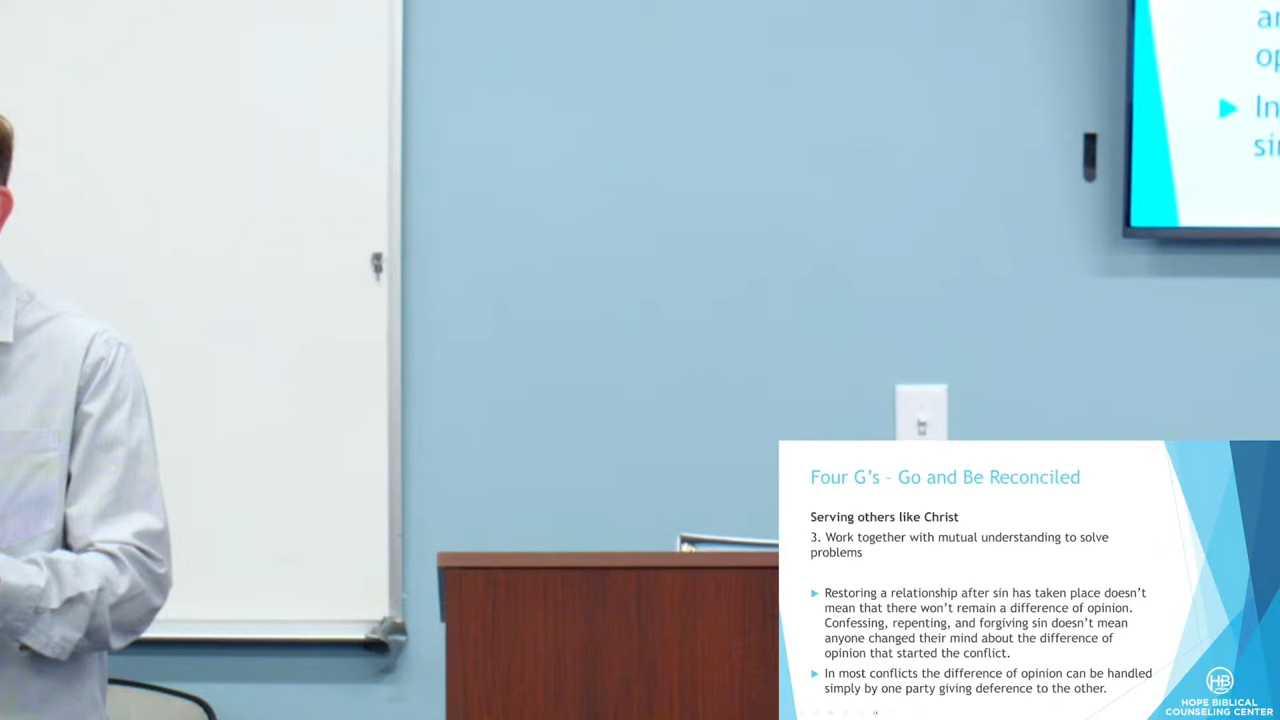 In
Four G's – Go and Be Reconciled
Serving others like Christ
3. Work together with mutual understanding to solve
problems
Restoring a relationship after sin has taken place doesn't
mean that there won't remain a difference of opinion.
Confessing, repenting, and forgiving sin doesn't mean
anyone changed their mind about the difference of
opinion that started the conflict.
In most conflicts the difference of opinion can be handled
simply by one party giving deference to the other.
HB
HOPE BIBLICAL
COUNSELING CENTER